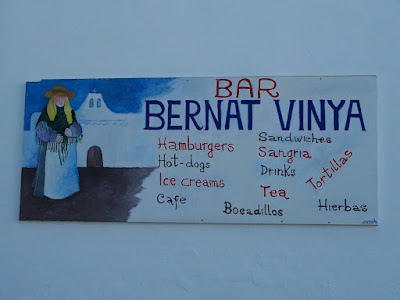 BAR
BERNAT VINYA
Hamburgers
Hot-dogs
Ice creams
Cafe
Sandwiches
Sangria
Drinks
Tea
Bocadillos
Tortillas
Hierbas